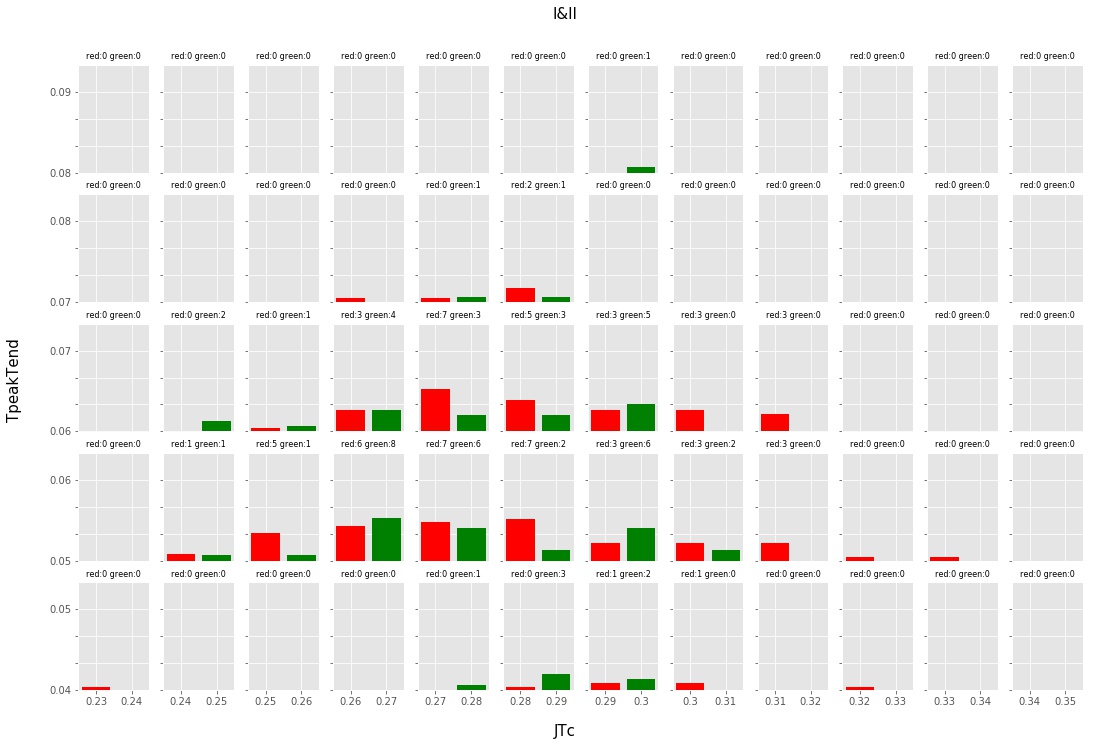 I&II
red:0 green:0 red:0 green:0 red:0 green:0 red:0 green:0 red:0 green:0 red:0 green:0 red:0 green:1 red:0 green:0 red:0 green:0 red:0 green:0 red:0 green:0 red:0 green:0
0.09
0.08
red:0 green:0 red:0 green:0 red:0 green:0 red:0 green:0 red:0 green:1 red:2 green:1 red:0 green:0 red:0 green:0 red:0 green:0 red:0 green:0 red:0 green:0 red:0 green:0
0.08
0.07
red:0 green:0 red:0 green:2 red:0 green:1 red:3 green:4 red:7 green:3 red:5 green:3 red:3 green:5 red:3 green:0 red:3 green:0 red:0 green:0 red:0 green:0 red:0 green:0
0.07
0.06
TpeakTend
red:0 green:0 red:1 green:1 red:5 green:1 red:6 green:8 red:7 green:6 red:7 green:2 red:3 green:6 red:3 green:2 red:3 green:0 red:0 green:0 red:0 green:0 red:0 green:0
0.06
0.05
red:0 green:0 red:0 green:0 red:0 green:0 red:0 green:0 red:0 green:1 red:0 green:3 red:1 green:2 red:1 green:0 red:0 green:0 red:0 green:0 red:0 green:0 red:0 green:0
0.05
0.04
0.23 0.24 0.24 0.25 0.25 0.26 0.26 0.27 0.27 0.28 0.28 0.29 0.29 0.3 0.3 0.31 0.31 0.32 0.32 0.33 0.33 0.34 0.34 0.35
JTc